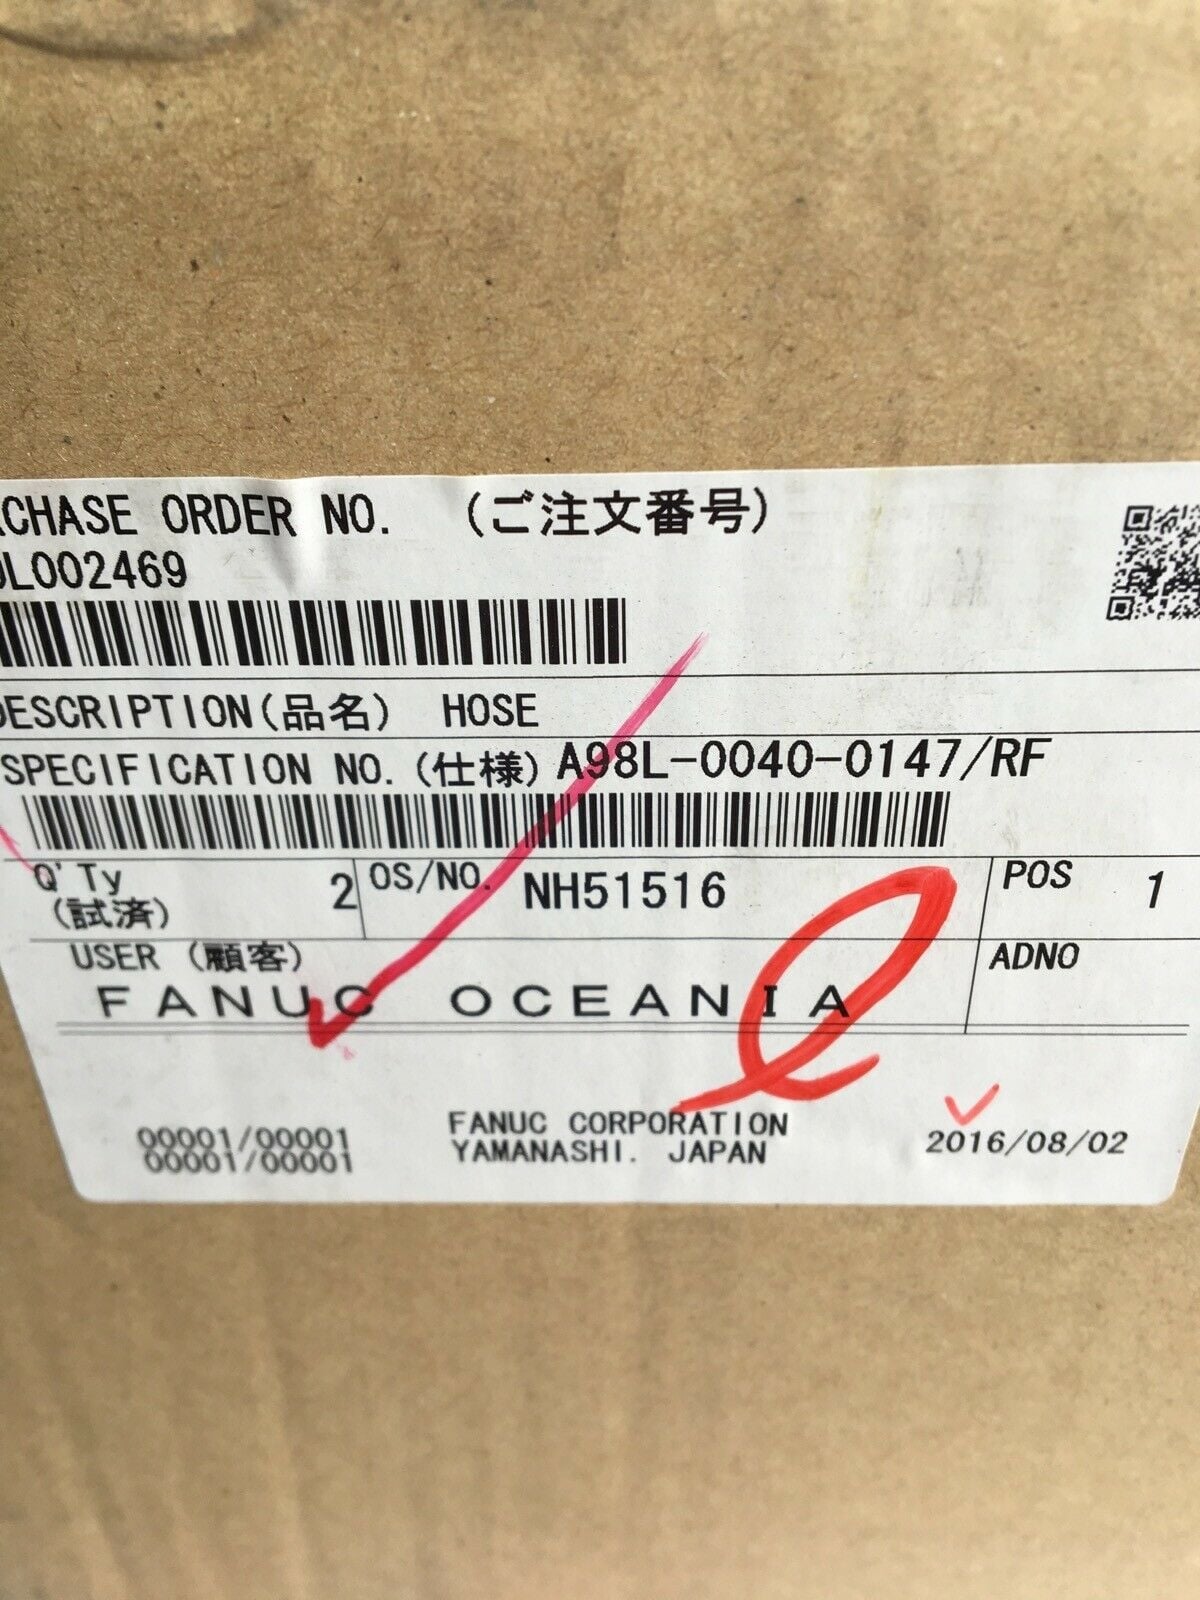 RCHASE ORDER NO. (ご注文番号)
L002469
DESCRIPTION(品名) HOSE
SPECIFICATION NO.(仕様) A98L-0040-0147/RF
Q'Ty 2 OS/NO. NH51516 POS 1
(試済)
USER (顧客) ADNO
FANUC OCEANIA
00001/00001 FANUC CORPORATION
00001/00001 YAMANASHI. JAPAN 2016/08/02